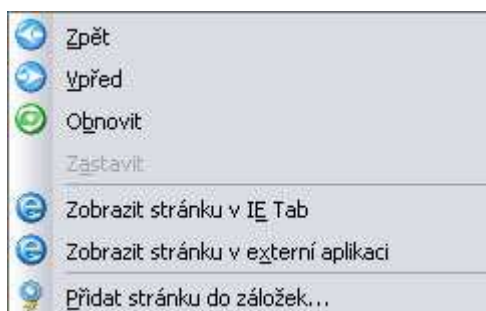 Zpět
Vpřed
Obnovit
Zastavit
Zobrazit stránku v IE Tab
Zobrazit stránku v externí aplikaci
Přidat stránku do záložek...